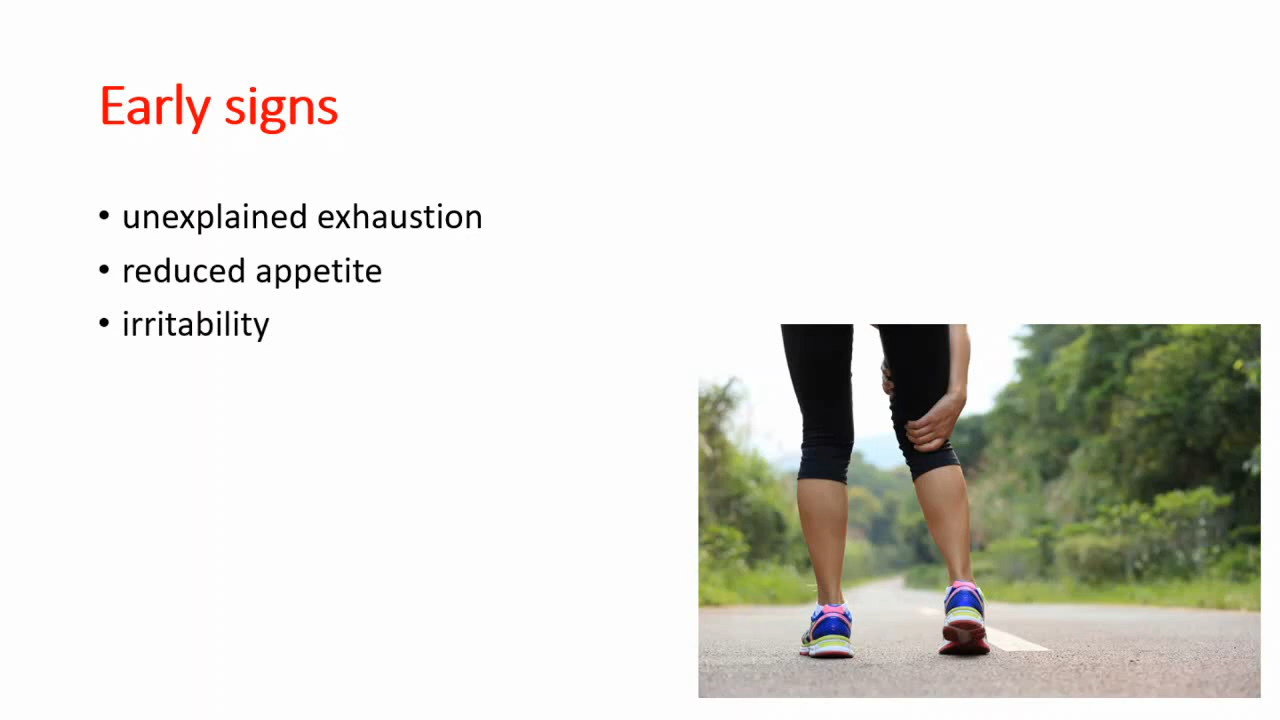 Early signs
• unexplained exhaustion
• reduced appetite
• irritability